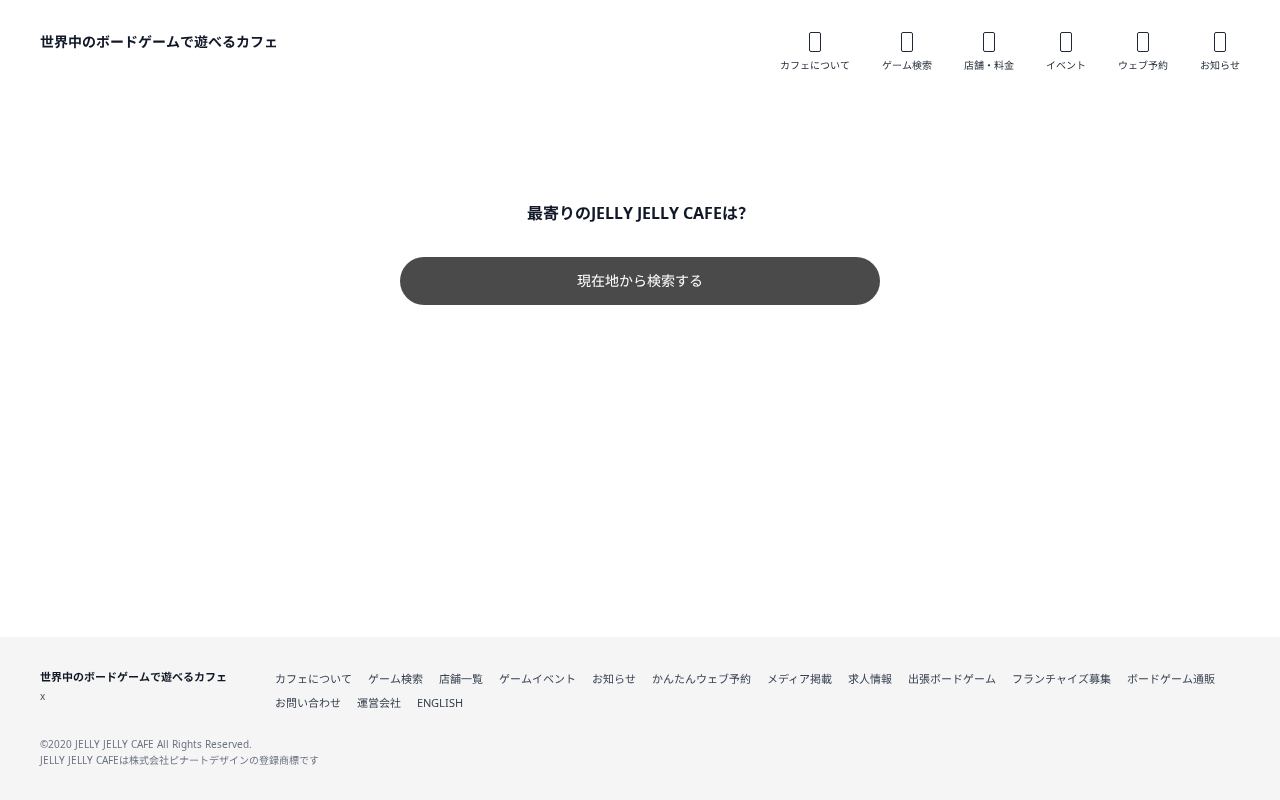 世界中のボードゲームで遊べるカフェ
カフェについて
ゲーム検索
店舗・料金
イベント
ウェブ予約
お知らせ
最寄りのJELLY JELLY CAFEは?
現在地から検索する
世界中のボードゲームで遊べるカフェ
x
カフェについて ゲーム検索 店舗一覧 ゲームイベント お知らせ かんたんウェブ予約 メディア掲載 求人情報 出張ボードゲーム フランチャイズ募集 ボードゲーム通販
お問い合わせ 運営会社 ENGLISH
©2020 JELLY JELLY CAFE All Rights Reserved.
JELLY JELLY CAFEは株式会社ピナートデザインの登録商標です